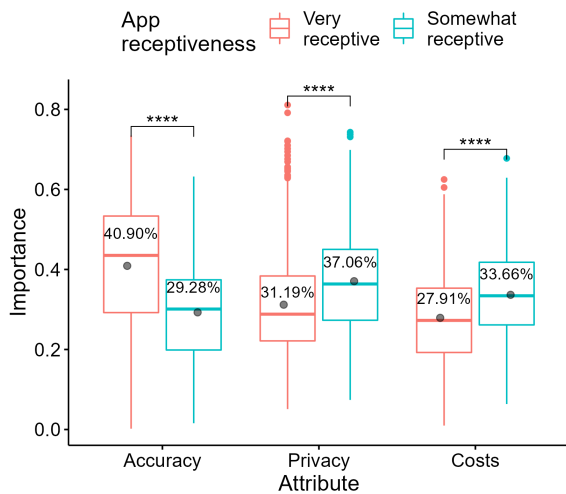 App
receptiveness
Very
receptive
Somewhat
receptive
Importance
0.8
0.6
0.4
0.2
0.0
****
****
****
40.90%
29.28%
31.19%
37.06%
27.91%
33.66%
Accuracy
Privacy
Costs
Attribute